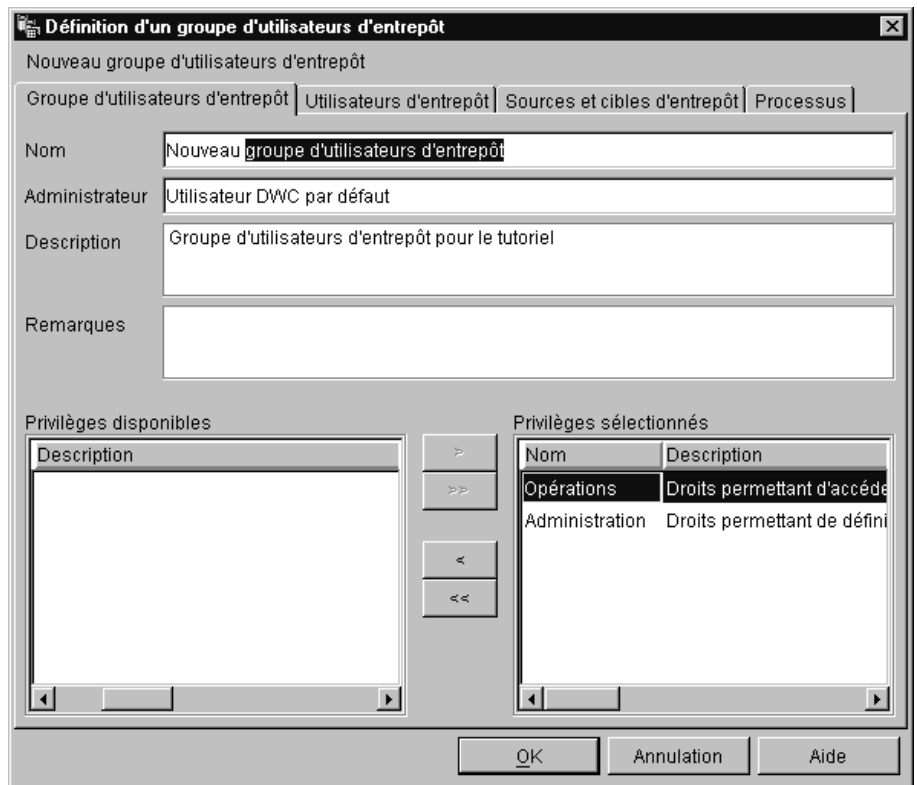 Définition d'un groupe d'utilisateurs d'entrepôt
Nouveau groupe d'utilisateurs d'entrepôt
Groupe d'utilisateurs d'entrepôt Utilisateurs d'entrepôt Sources et cibles d'entrepôt Processus
Nom Nouveau groupe d'utilisateurs d'entrepôt
Administrateur Utilisateur DWC par défaut
Description Groupe d'utilisateurs d'entrepôt pour le tutoriel
Remarques
Privilèges disponibles Privilèges sélectionnés
Description > Nom Description
>> Opérations Droits permettant d'accéde
Administration Droits permettant de défini
<
<<
OK Annulation Aide